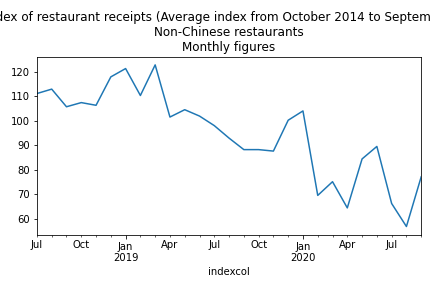 dex of restaurant receipts (Average index from October 2014 to Septem
Non-Chinese restaurants
Monthly figures
120
110
100
90
80
70
60
Jul
Oct
Jan
2019
Apr
Jul
Oct
Jan
2020
Apr
Jul
indexcol